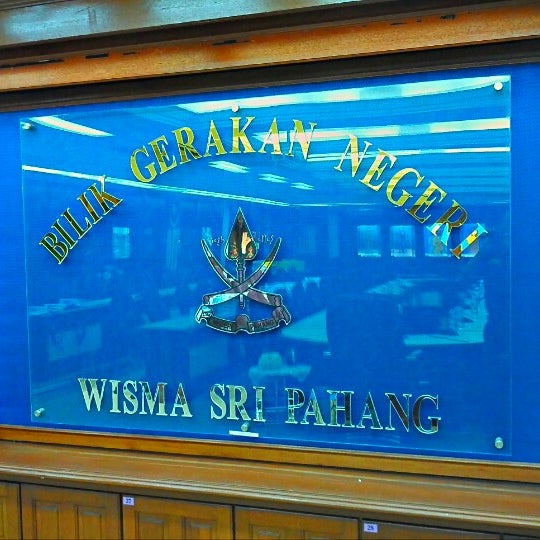 BILIK GERAKAN NEGERI
WISMA SRI PAHANG